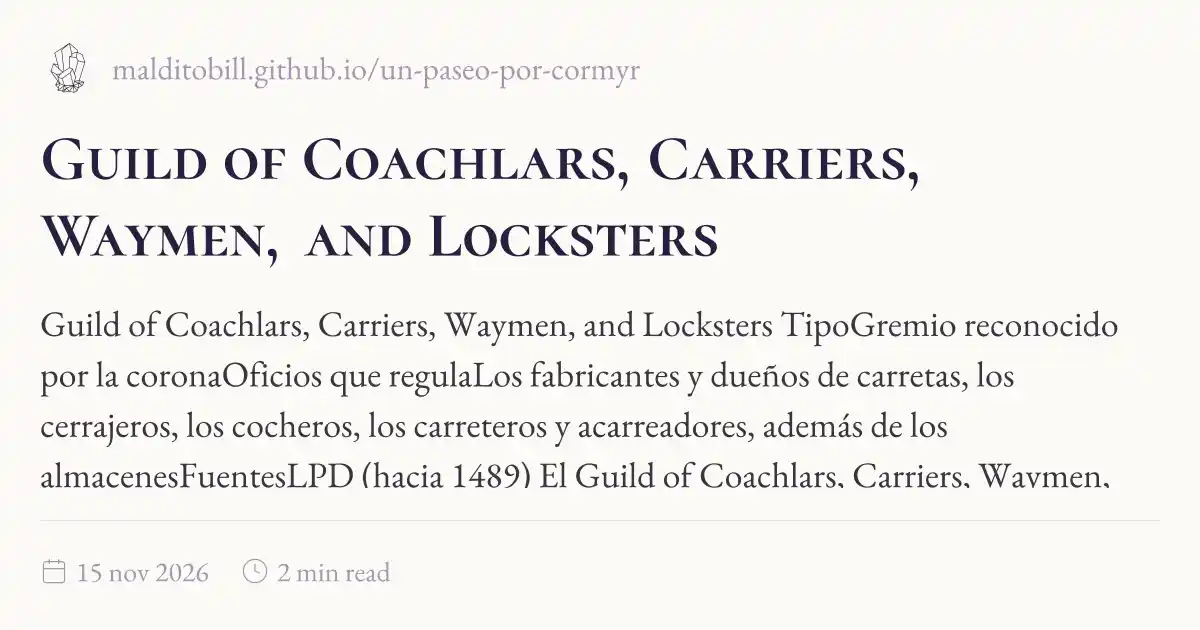 malditobill.github.io/un-paseo-por-cormyr
Guild of Coachlars, Carriers,
Waymen, and Locksters
Guild of Coachlars, Carriers, Waymen, and Locksters TipoGremio reconocido
por la coronaOficios que regulaLos fabricantes y dueños de carretas, los
cerrajeros, los cocheros, los carreteros y acarreadores, además de los
almacenesFuentesLPD (hacia 1489) El Guild of Coachlars, Carriers, Waymen,
15 nov 2026 2 min read